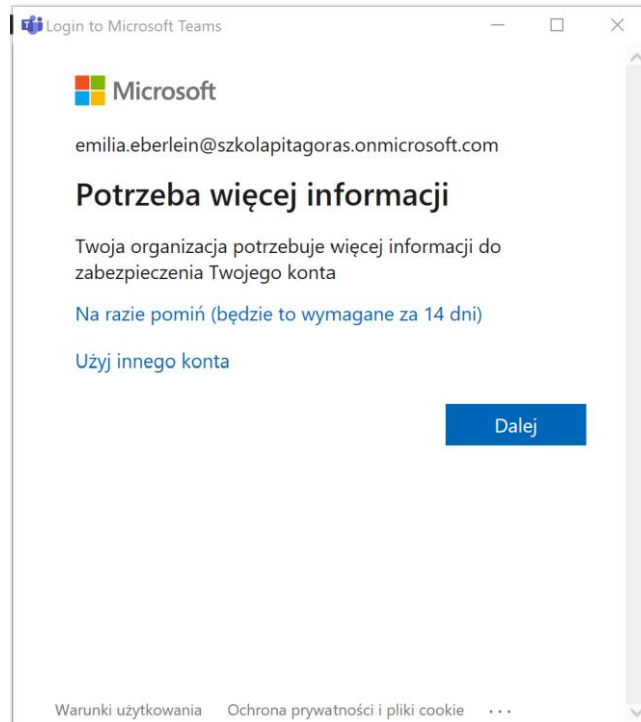 Login to Microsoft Teams
Microsoft
emilia.eberlein@szkolapitagoras.onmicrosoft.com
Potrzeba więcej informacji
Twoja organizacja potrzebuje więcej informacji do
zabezpieczenia Twojego konta
Na razie pomiń (będzie to wymagane za 14 dni)
Użyj innego konta
Dalej
Warunki użytkowania Ochrona prywatności i pliki cookie ...